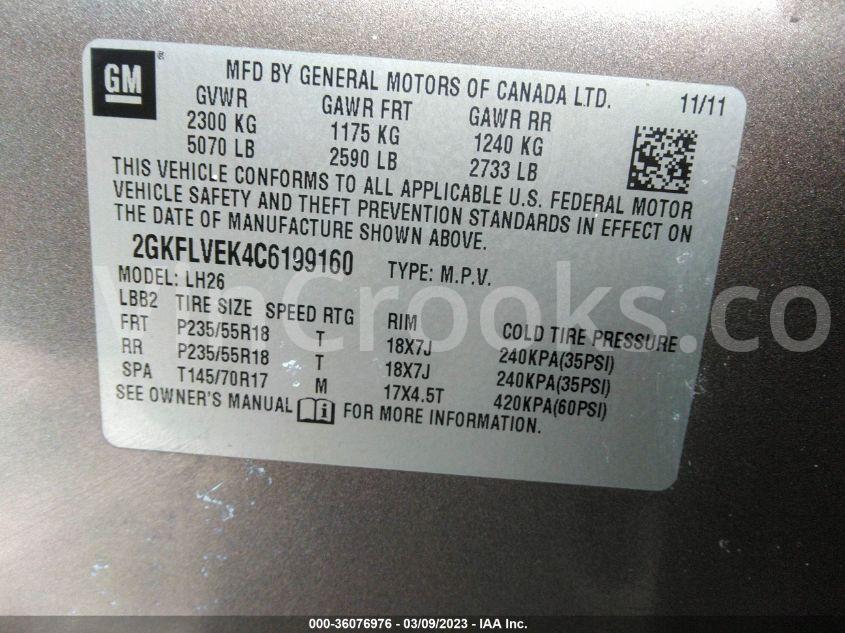 GM ®
MFD BY GENERAL MOTORS OF CANADA LTD. 11/11
GVWR GAWR FRT GAWR RR
2300 KG 1175 KG 1240 KG
5070 LB 2590 LB 2733 LB
THIS VEHICLE CONFORMS TO ALL APPLICABLE U.S. FEDERAL MOTOR
VEHICLE SAFETY AND THEFT PREVENTION STANDARDS IN EFFECT ON
THE DATE OF MANUFACTURE SHOWN ABOVE.
2GKFLVEK4C6199160 TYPE: M.P.V.
MODEL: LH26
LBB2 TIRE SIZE SPEED RTG RIM COLD TIRE PRESSURE
FRT P235/55R18 T 18X7J 240KPA(35PSI)
RR P235/55R18 T 18X7J 240KPA(35PSI)
SPA T145/70R17 M 17X4.5T 420KPA(60PSI)
SEE OWNER'S MANUAL i FOR MORE INFORMATION.
VinCrooks.co
000-36076976 - 03/09/2023 - IAA Inc.